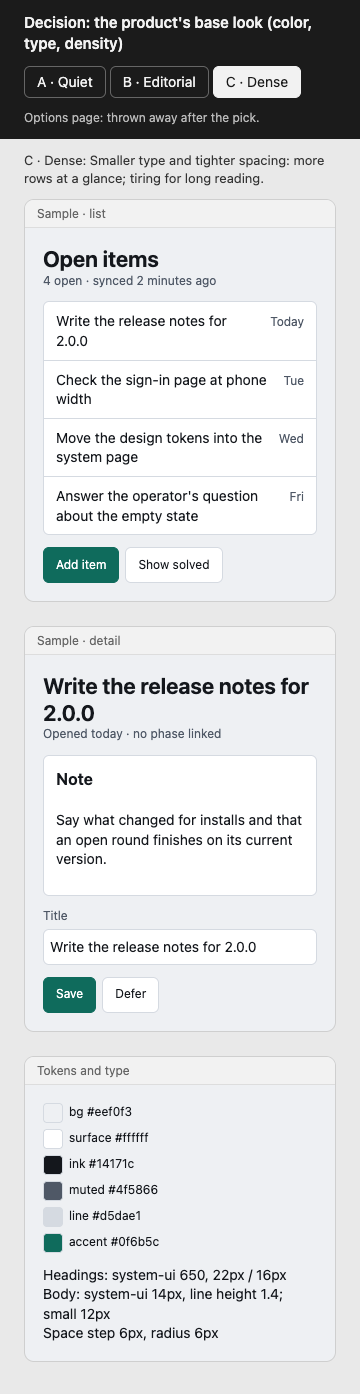 Decision: the product's base look (color,
type, density)
A · Quiet
B · Editorial
C · Dense
Options page: thrown away after the pick.
C · Dense: Smaller type and tighter spacing: more
rows at a glance; tiring for long reading.
Sample · list
Open items
4 open · synced 2 minutes ago
Write the release notes for
2.0.0
Today
Check the sign-in page at phone
width
Tue
Move the design tokens into the
system page
Wed
Answer the operator's question
about the empty state
Fri
Add item
Show solved
Sample · detail
Write the release notes for
2.0.0
Opened today · no phase linked
Note
Say what changed for installs and that
an open round finishes on its current
version.
Title
Write the release notes for 2.0.0
Save
Defer
Tokens and type
bg #eef0f3
surface #ffffff
ink #14171c
muted #4f5866
line #d5dae1
accent #0f6b5c
Headings: system-ui 650, 22px / 16px
Body: system-ui 14px, line height 1.4;
small 12px
Space step 6px, radius 6px